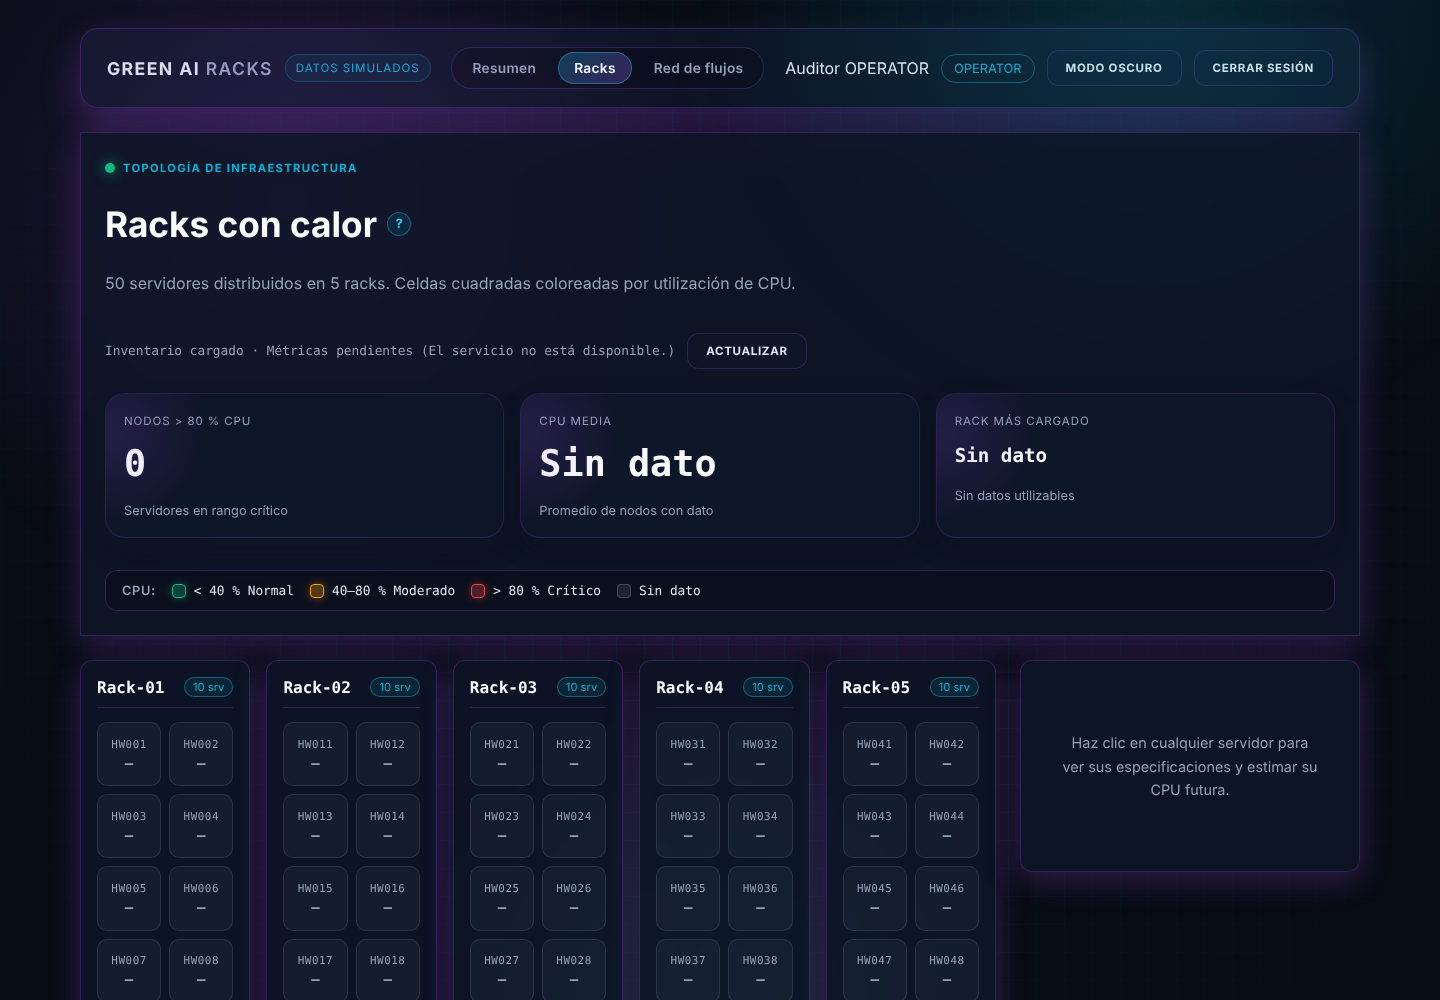 GREEN AI RACKS DATOS SIMULADOS Resumen Racks Red de flujos Auditor OPERATOR OPERATOR MODO OSCURO CERRAR SESIÓN
TOPOLOGÍA DE INFRAESTRUCTURA
Racks con calor ?
50 servidores distribuidos en 5 racks. Celdas cuadradas coloreadas por utilización de CPU.
Inventario cargado · Métricas pendientes (El servicio no está disponible.) ACTUALIZAR
NODOS > 80 % CPU
0
Servidores en rango crítico
CPU MEDIA
Sin dato
Promedio de nodos con dato
RACK MÁS CARGADO
Sin dato
Sin datos utilizables
CPU: < 40 % Normal 40–80 % Moderado > 80 % Crítico Sin dato
Rack-01 10 srv
HW001 HW002
— —
HW003 HW004
— —
HW005 HW006
— —
HW007 HW008
— —
Rack-02 10 srv
HW011 HW012
— —
HW013 HW014
— —
HW015 HW016
— —
HW017 HW018
— —
Rack-03 10 srv
HW021 HW022
— —
HW023 HW024
— —
HW025 HW026
— —
HW027 HW028
— —
Rack-04 10 srv
HW031 HW032
— —
HW033 HW034
— —
HW035 HW036
— —
HW037 HW038
— —
Rack-05 10 srv
HW041 HW042
— —
HW043 HW044
— —
HW045 HW046
— —
HW047 HW048
— —
Haz clic en cualquier servidor para
ver sus especificaciones y estimar su
CPU futura.